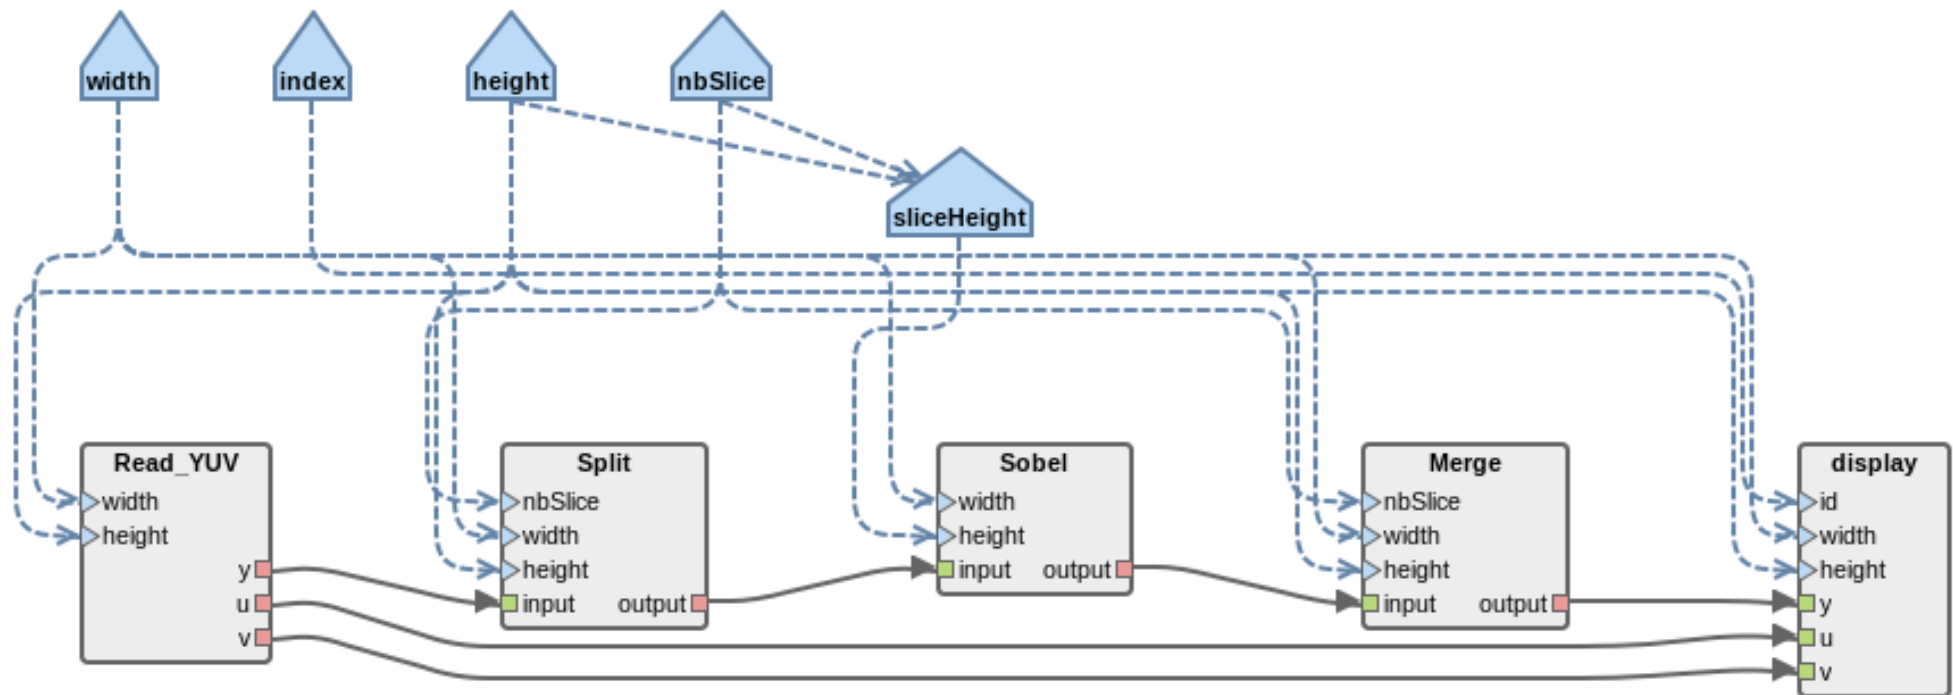 width
index
height
nbSlice
sliceHeight
Read_YUV
width
height
y
u
v
Split
nbSlice
width
height
input output
Sobel
width
height
input output
Merge
nbSlice
width
height
input output
display
id
width
height
y
u
v